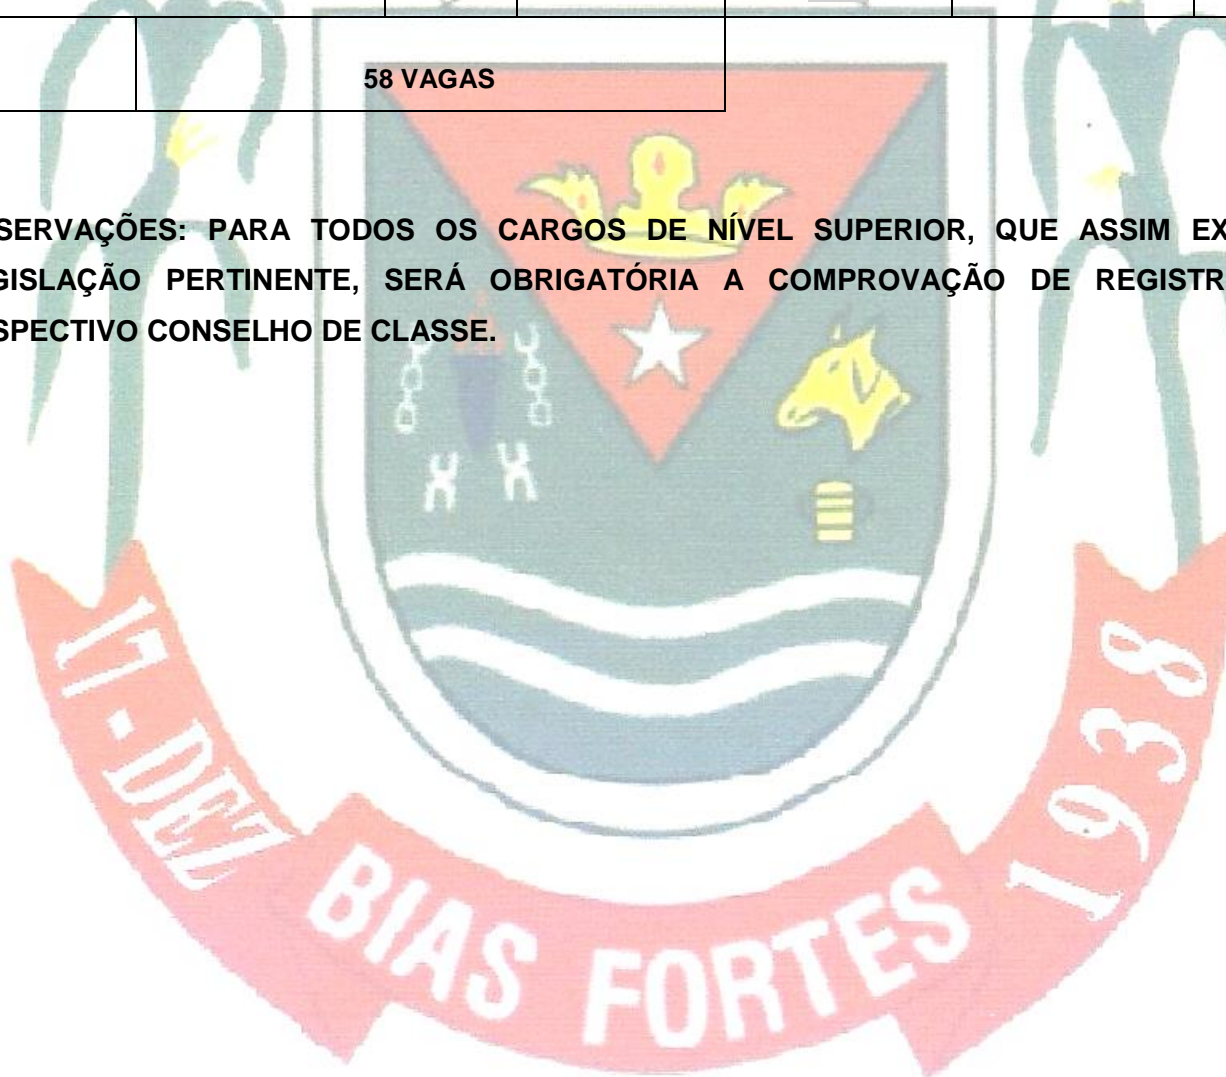 58 VAGAS
SERVAÇÕES: PARA TODOS OS CARGOS DE NÍVEL SUPERIOR, QUE ASSIM EX
GISLAÇÃO PERTINENTE, SERÁ OBRIGATÓRIA A COMPROVAÇÃO DE REGISTR
SPECTIVO CONSELHO DE CLASSE.
17 - DEZ
BIAS FORTES
1938